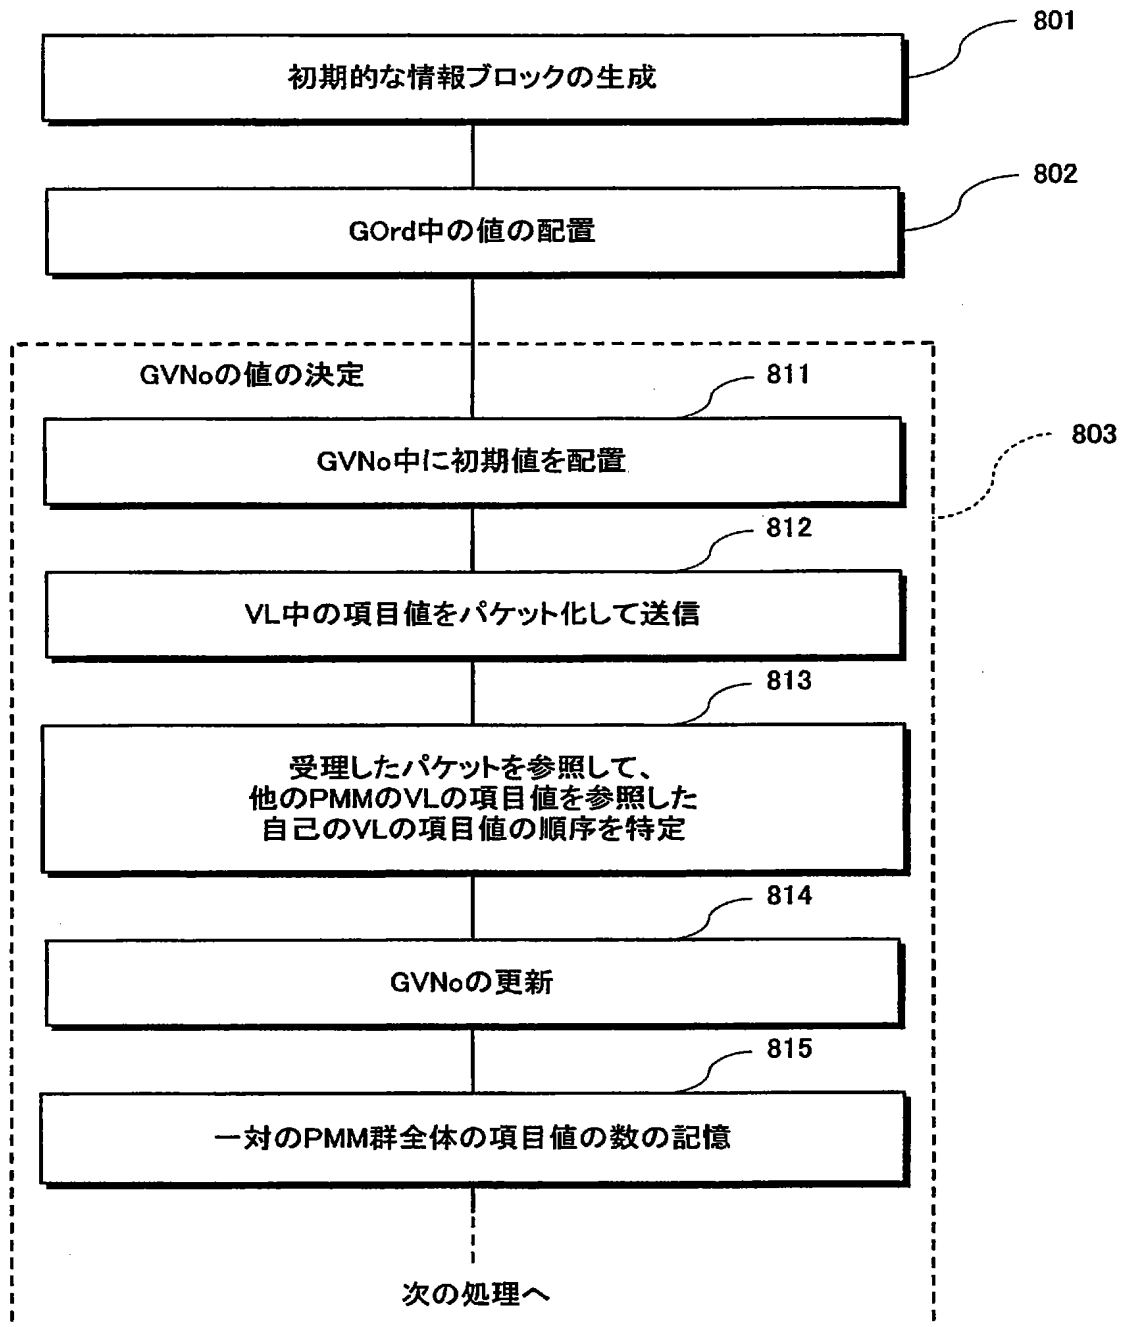 801
初期的な情報ブロックの生成
802
GOrd中の値の配置
GVNoの値の決定
811
803
GVNo中に初期値を配置
812
VL中の項目値をパケット化して送信
813
受理したパケットを参照して、
他のPMMのVLの項目値を参照した
自己のVLの項目値の順序を特定
814
GVNoの更新
815
一対のPMM群全体の項目値の数の記憶
次の処理へ